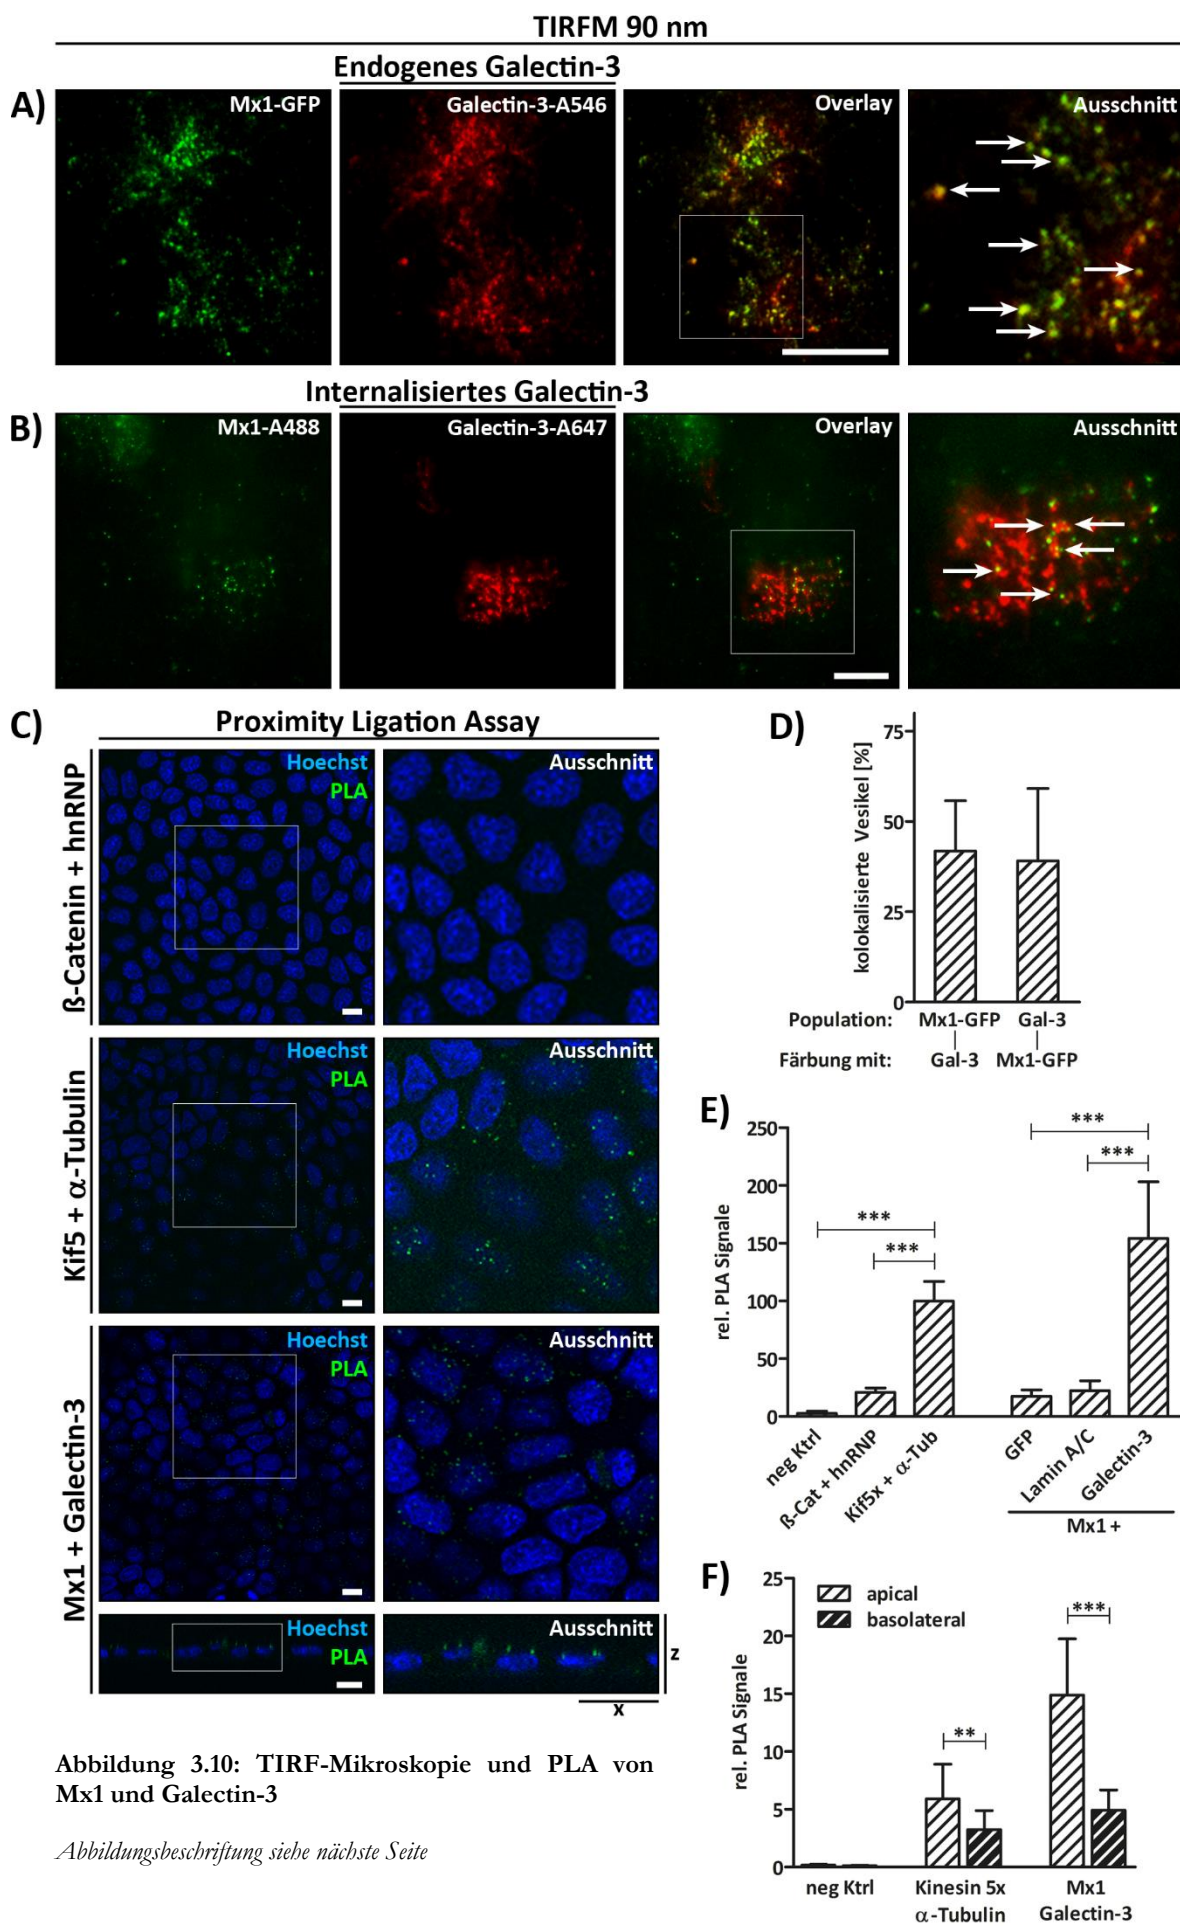 TIRFM 90 nm
Endogenes Galectin-3
A)
Mx1-GFP
Galectin-3-A546
Overlay
Ausschnitt
Internalisiertes Galectin-3
B)
Mx1-A488
Galectin-3-A647
Overlay
Ausschnitt
C)
Proximity Ligation Assay
ß-Catenin + hnRNP
Hoechst
PLA
Ausschnitt
Kif5 + α-Tubulin
Hoechst
PLA
Ausschnitt
Mx1 + Galectin-3
Hoechst
PLA
Ausschnitt
Hoechst
PLA
Ausschnitt
z
x
D)
kolokalisierte Vesikel [%]
75
50
25
0
Population: Mx1-GFP Gal-3
Färbung mit: Gal-3 Mx1-GFP
E)
rel. PLA Signale
250
200
150
100
50
0
***
***
***
***
neg Ktrl
ß-Cat + hnRNP
Kif5x + α-Tub
GFP
Lamin A/C
Galectin-3
Mx1 +
F)
rel. PLA Signale
25
20
15
10
5
0
apical
basolateral
**
***
neg Ktrl
Kinesin 5x
α-Tubulin
Mx1
Galectin-3
Abbildung 3.10: TIRF-Mikroskopie und PLA von
Mx1 und Galectin-3
Abbildungsbeschriftung siehe nächste Seite